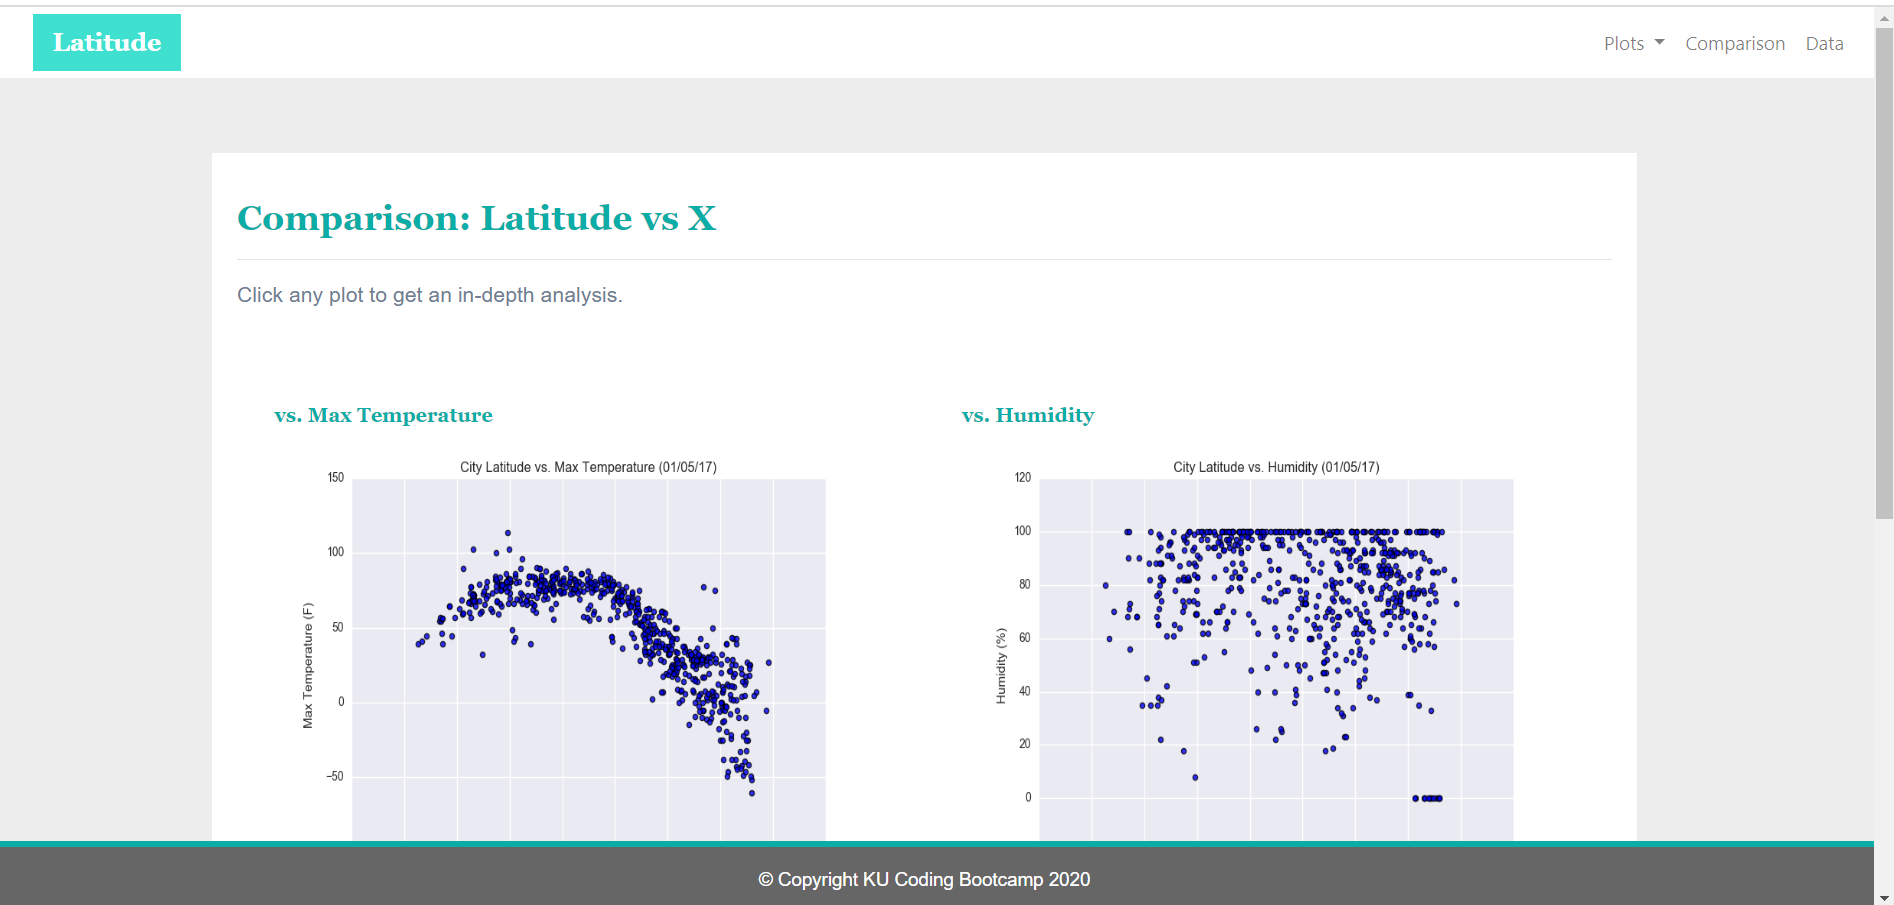 Latitude
Plots Comparison Data
Comparison: Latitude vs X
Click any plot to get an in-depth analysis.
vs. Max Temperature
City Latitude vs. Max Temperature (01/05/17)
150
100
50
0
−50
Max Temperature (F)
vs. Humidity
City Latitude vs. Humidity (01/05/17)
120
100
80
60
40
20
0
Humidity (%)
© Copyright KU Coding Bootcamp 2020